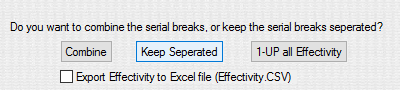 Do you want to combine the serial breaks, or keep the serial breaks seperated?
Combine Keep Seperated 1-UP all Effectivity
Export Effectivity to Excel file (Effectivity.CSV)